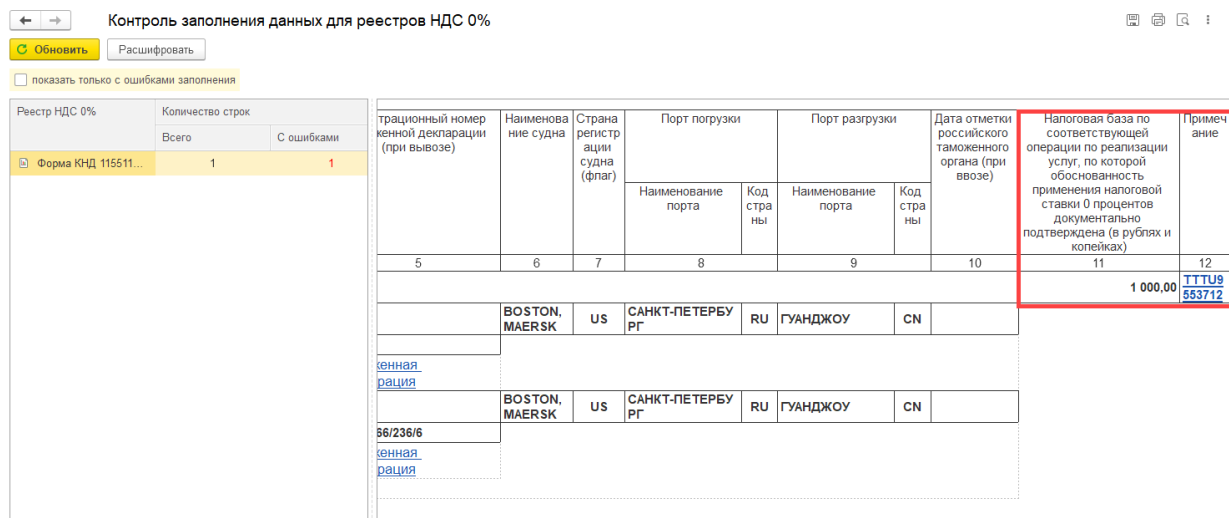 Контроль заполнения данных для реестров НДС 0%
Обновить
Расшифровать
показать только с ошибками заполнения
Реестр НДС 0%
Количество строк
Всего
С ошибками
Форма КНД 115511...
1
1
трационный номер
женной декларации
(при вывозе)
Наименова
ние судна
Страна
регистр
ации
судна
(флаг)
Порт погрузки
Наименование
порта
Код
стра
ны
Порт разгрузки
Наименование
порта
Код
стра
ны
Дата отметки
российского
таможенного
органа (при
ввозе)
Налоговая база по
соответствующей
операции по реализации
услуг, по которой
обоснованность
применения налоговой
ставки 0 процентов
документально
подтверждена (в рублях и
копейках)
Примеч
ание
5
6
7
8
9
10
11
12
1 000,00
TTTU9
553712
BOSTON,
MAERSK
US
САНКТ-ПЕТЕРБУ
РГ
RU
ГУАНДЖОУ
CN
женная
рация
BOSTON,
MAERSK
US
САНКТ-ПЕТЕРБУ
РГ
RU
ГУАНДЖОУ
CN
66/236/6
женная
рация